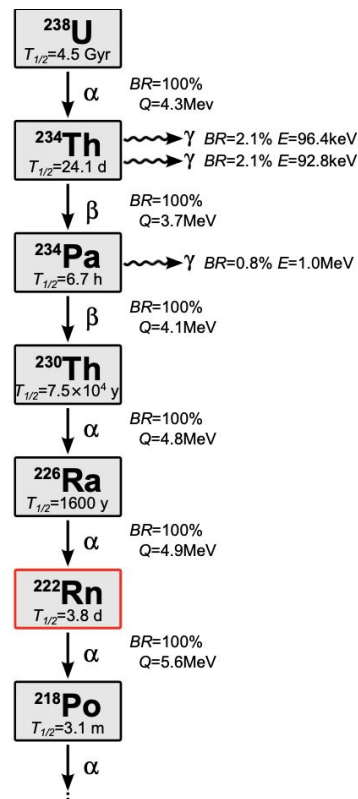 ²³⁸U
T₁/₂=4.5 Gyr
α BR=100%
Q=4.3Mev
²³⁴Th
T₁/₂=24.1 d
γ BR=2.1% E=96.4keV
γ BR=2.1% E=92.8keV
β BR=100%
Q=3.7MeV
²³⁴Pa
T₁/₂=6.7 h
γ BR=0.8% E=1.0MeV
β BR=100%
Q=4.1MeV
²³⁰Th
T₁/₂=7.5×10⁴ y
α BR=100%
Q=4.8MeV
²²⁶Ra
T₁/₂=1600 y
α BR=100%
Q=4.9MeV
²²²Rn
T₁/₂=3.8 d
α BR=100%
Q=5.6MeV
²¹⁸Po
T₁/₂=3.1 m
α